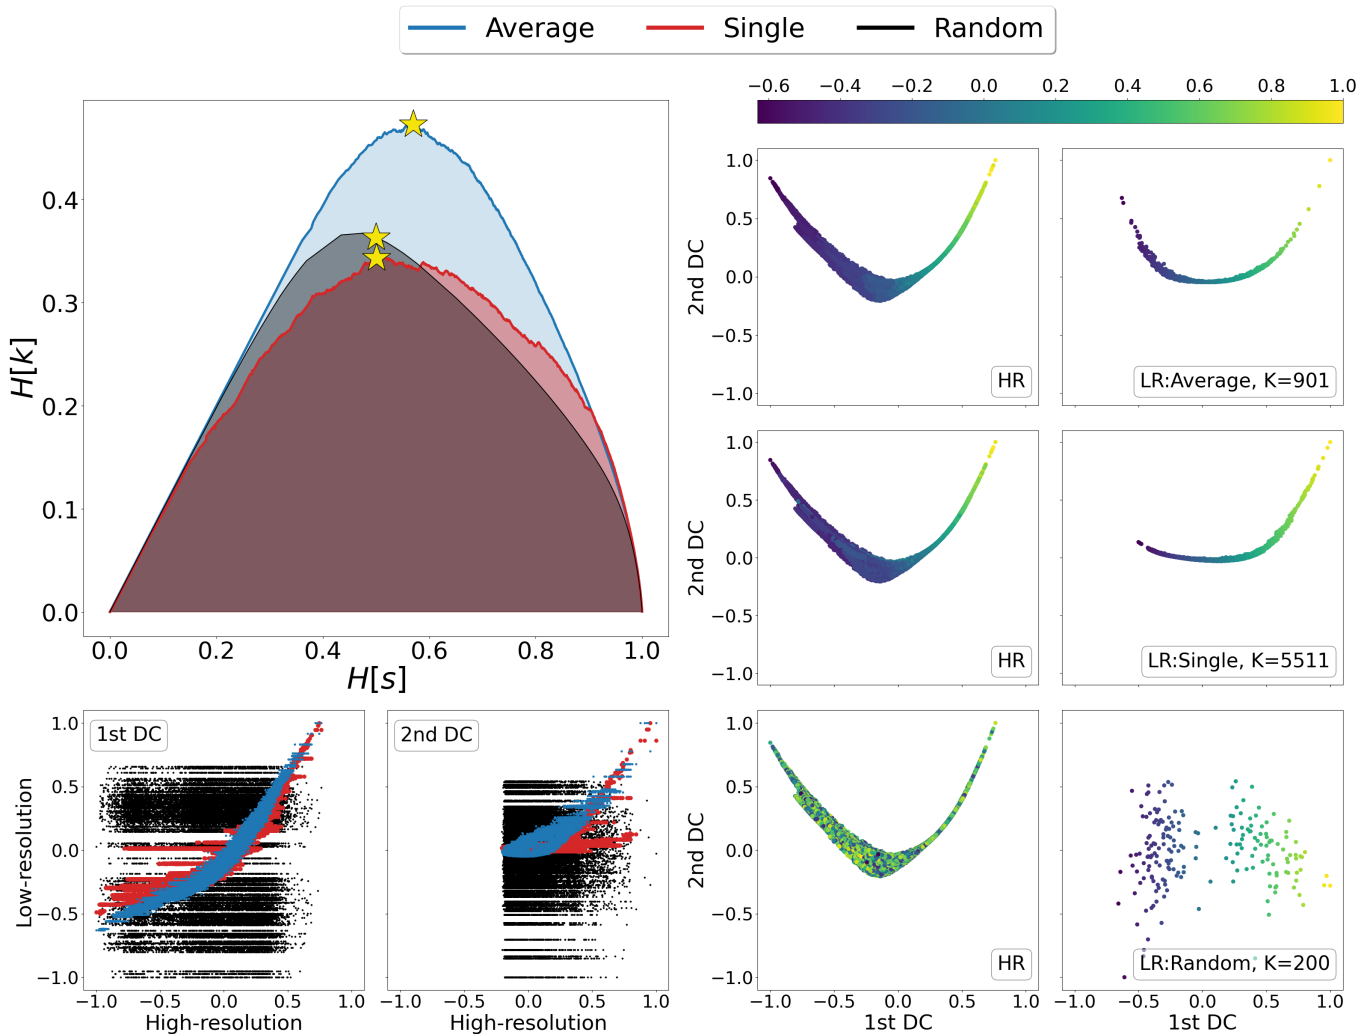 Average Single Random
−0.6 −0.4 −0.2 0.0 0.2 0.4 0.6 0.8 1.0
H[k]
0.4
0.3
0.2
0.1
0.0
0.0 0.2 0.4 0.6 0.8 1.0
H[s]
2nd DC
1.0
0.5
0.0
−0.5
−1.0
HR
LR:Average, K=901
2nd DC
1.0
0.5
0.0
−0.5
−1.0
HR
LR:Single, K=5511
Low-resolution
1.0
0.5
0.0
−0.5
−1.0
1st DC
−1.0 −0.5 0.0 0.5 1.0
High-resolution
2nd DC
−1.0 −0.5 0.0 0.5 1.0
High-resolution
2nd DC
1.0
0.5
0.0
−0.5
−1.0
HR
−1.0 −0.5 0.0 0.5 1.0
1st DC
LR:Random, K=200
−1.0 −0.5 0.0 0.5 1.0
1st DC